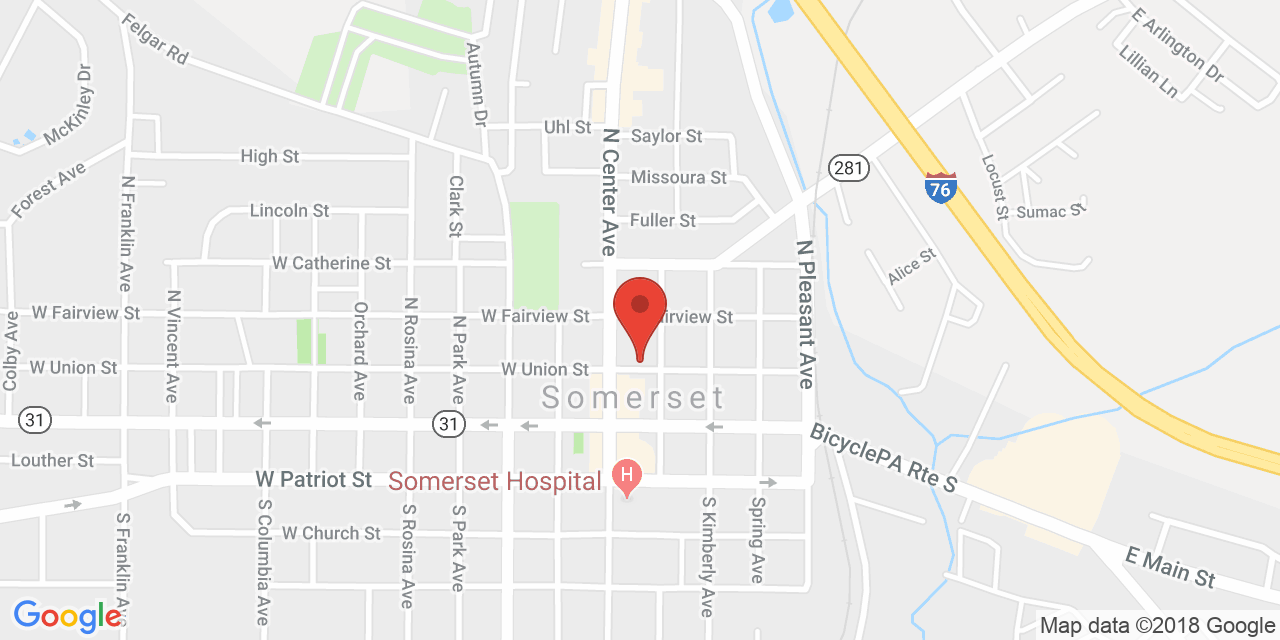 Felgar Rd
McKinley Dr
Autumn Dr
E Arlington Dr
Lillian Ln
Uhl St
Saylor St
N Center Ave
High St
Missoura St
281
76
Locust St
Forest Ave
N Franklin Ave
Clark St
Lincoln St
Fuller St
Sumac St
W Catherine St
N Pleasant Ave
Alice St
W Fairview St
N Vincent Ave
Orchard Ave
N Rosina Ave
N Park Ave
W Fairview St
irview St
Colby Ave
W Union St
W Union St
Somerset
31
31
BicyclePA Rte S
Louther St
W Patriot St
Somerset Hospital
H
S Franklin Ave
S Columbia Ave
W Church St
S Rosina Ave
S Park Ave
S Kimberly Ave
Spring Ave
E Main St
Google
Map data ©2018 Google